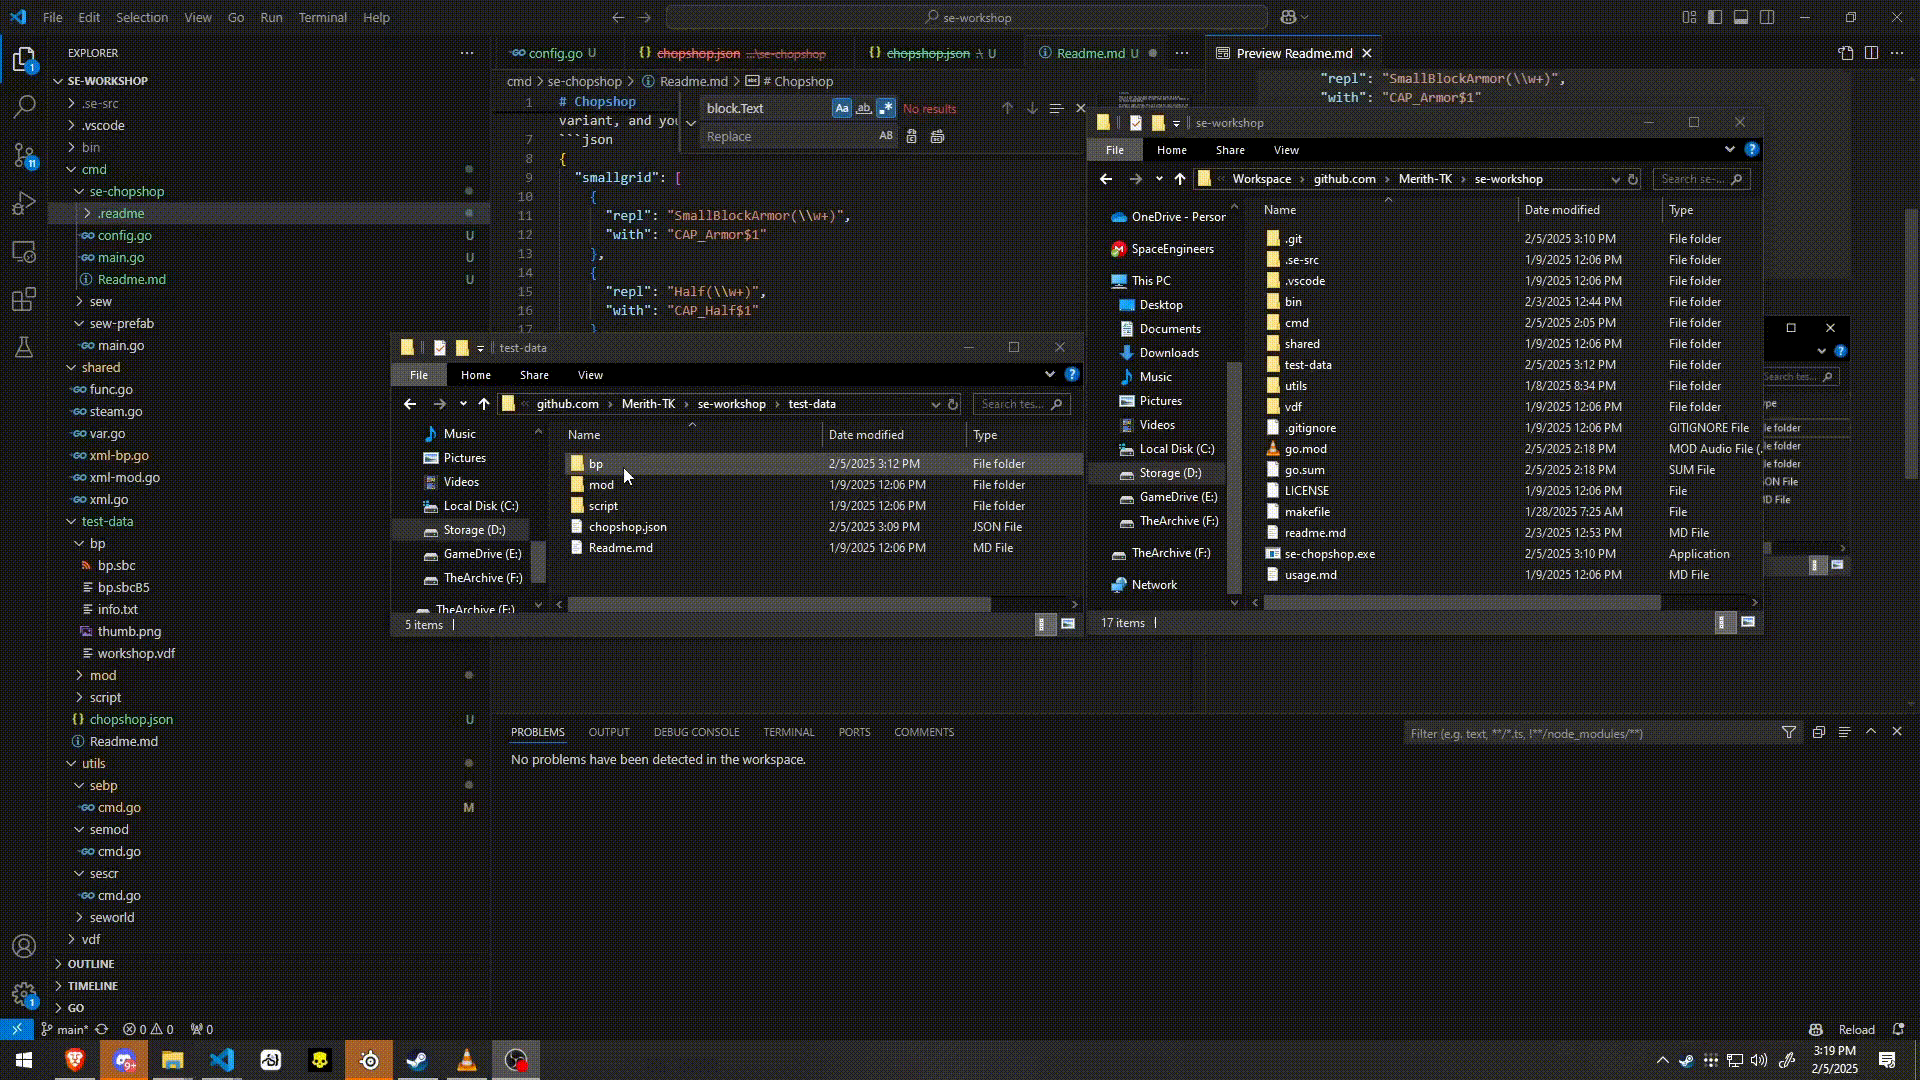 File Edit Selection View Go Run Terminal Help
se-workshop
EXPLORER
SE-WORKSHOP
.se-src
.vscode
bin
cmd
se-chopshop
.readme
config.go U
main.go U
Readme.md U
sew
sew-prefab
main.go
shared
func.go
steam.go
var.go
xml-bp.go
xml-mod.go
xml.go
test-data
bp
bp.sbc
bp.sbcB5
info.txt
thumb.png
workshop.vdf
mod
script
chopshop.json U
Readme.md
utils
sebp
cmd.go M
semod
cmd.go
sescr
cmd.go
seworld
vdf
OUTLINE
TIMELINE
GO
config.go U
chopshop.json ...\se-chopshop
chopshop.json .\ U
Readme.md U
Preview Readme.md
cmd > se-chopshop > Readme.md > # Chopshop
1 # Chopshop
variant, and you
7 ```json
8 {
9 "smallgrid": [
10 {
11 "repl": "SmallBlockArmor(\\w+)",
12 "with": "CAP_Armor$1"
13 },
14 {
15 "repl": "Half(\\w+)",
16 "with": "CAP_Half$1"
17 }
block.Text Aa ab No results
Replace AB
"repl": "SmallBlockArmor(\\w+)",
"with": "CAP_Armor$1"
test-data
File Home Share View
github.com > Merith-TK > se-workshop > test-data
Search tes...
Music
Pictures
Videos
Local Disk (C:)
Storage (D:)
GameDrive (E:)
TheArchive (F:)
TheArchive (F:)
Name Date modified Type
bp 2/5/2025 3:12 PM File folder
mod 1/9/2025 12:06 PM File folder
script 1/9/2025 12:06 PM File folder
chopshop.json 2/5/2025 3:09 PM JSON File
Readme.md 1/9/2025 12:06 PM MD File
5 items
se-workshop
File Home Share View
Workspace > github.com > Merith-TK > se-workshop
Search se-...
OneDrive - Person
SpaceEngineers
This PC
Desktop
Documents
Downloads
Music
Pictures
Videos
Local Disk (C:)
Storage (D:)
GameDrive (E:)
TheArchive (F:)
TheArchive (F:)
Network
Name Date modified Type
.git 2/5/2025 3:10 PM File folder
.se-src 1/9/2025 12:06 PM File folder
.vscode 1/9/2025 12:06 PM File folder
bin 2/3/2025 12:44 PM File folder
cmd 2/5/2025 2:05 PM File folder
shared 1/9/2025 12:06 PM File folder
test-data 2/5/2025 3:12 PM File folder
utils 1/8/2025 8:34 PM File folder
vdf 1/9/2025 12:06 PM File folder
.gitignore 1/9/2025 12:06 PM GITIGNORE File
go.mod 2/5/2025 2:18 PM MOD Audio File (.
go.sum 2/5/2025 2:18 PM SUM File
LICENSE 1/9/2025 12:06 PM File
makefile 1/28/2025 7:25 AM File
readme.md 2/3/2025 12:53 PM MD File
se-chopshop.exe 2/5/2025 3:10 PM Application
usage.md 1/9/2025 12:06 PM MD File
17 items
Search tes...
ype
ile folder
ile folder
ile folder
SON File
MD File
PROBLEMS OUTPUT DEBUG CONSOLE TERMINAL PORTS COMMENTS
Filter (e.g. text, **/*.ts, !**/node_modules/**)
No problems have been detected in the workspace.
main* 0 0 0
Reload
3:19 PM
2/5/2025